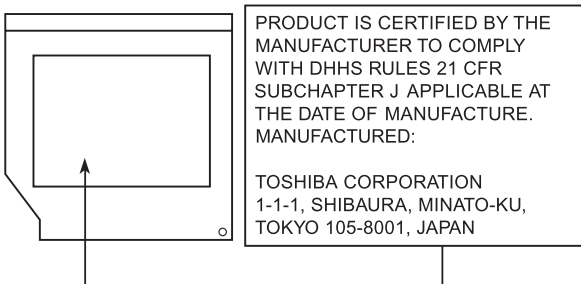 PRODUCT IS CERTIFIED BY THE
MANUFACTURER TO COMPLY
WITH DHHS RULES 21 CFR
SUBCHAPTER J APPLICABLE AT
THE DATE OF MANUFACTURE.
MANUFACTURED:
TOSHIBA CORPORATION
1-1-1, SHIBAURA, MINATO-KU,
TOKYO 105-8001, JAPAN